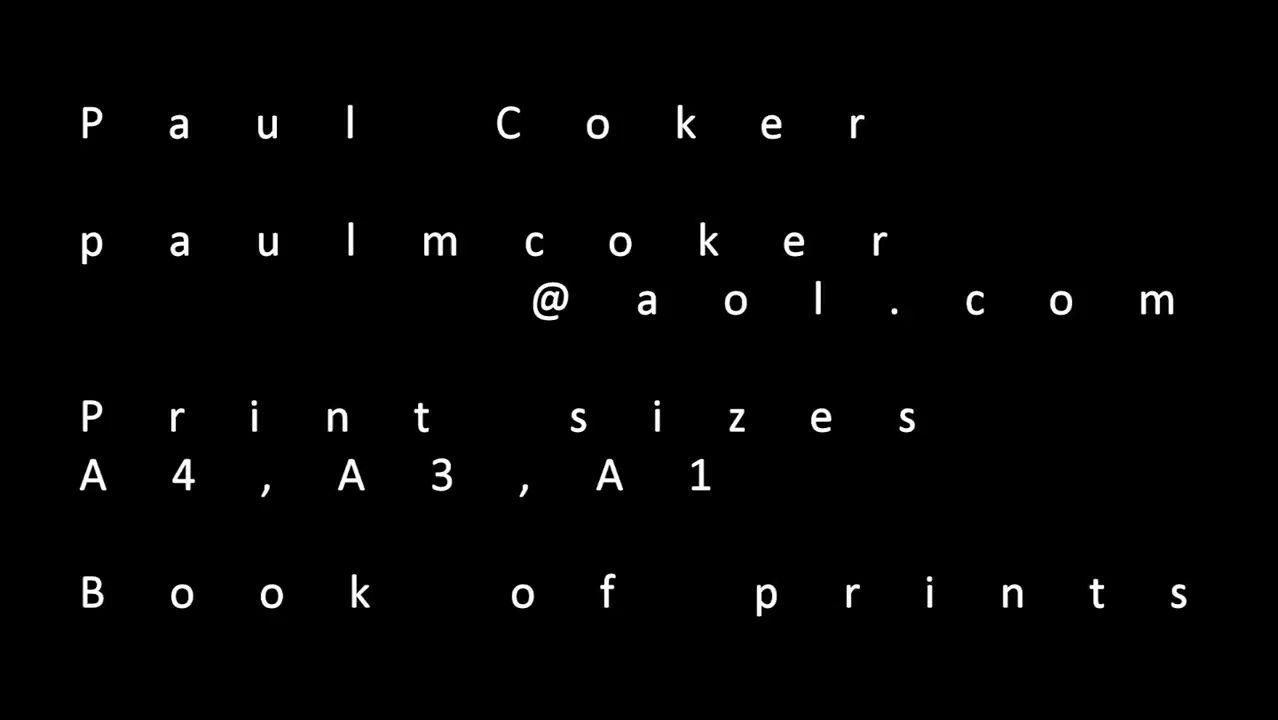 Paul Coker
paulmcoker
@aol.com
Print sizes
A4,A3,A1
Book of prints